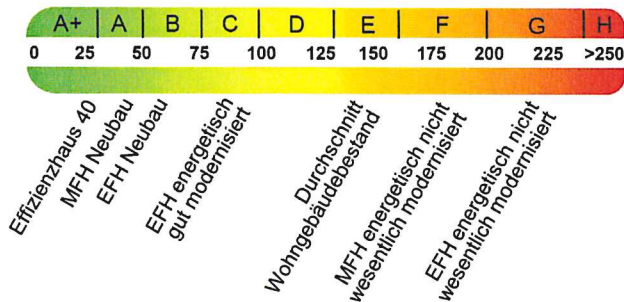 A+ A B C D E F G H
0 25 50 75 100 125 150 175 200 225 >250
Effizienzhaus 40
MFH Neubau
EFH Neubau
EFH energetisch
gut modernisiert
Durchschnitt
Wohngebäudebestand
MFH energetisch nicht
wesentlich modernisiert
EFH energetisch nicht
wesentlich modernisiert